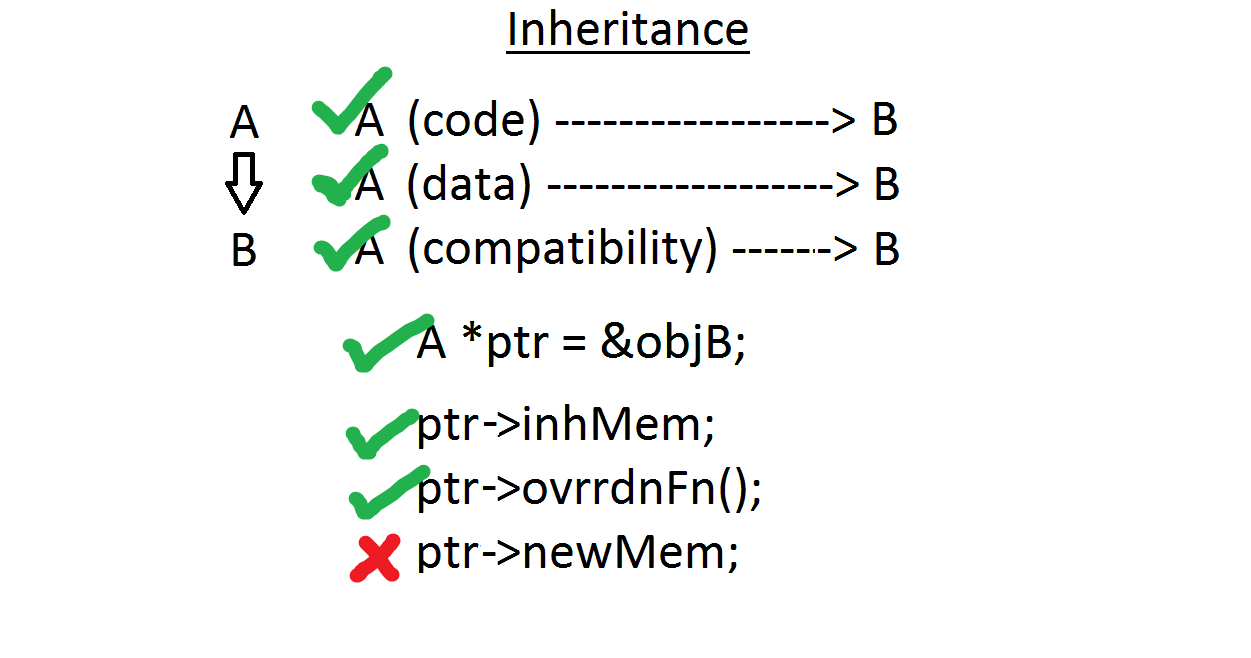 Inheritance
A A (code) -----------------> B
A (data) ------------------> B
B A (compatibility) ------> B
A *ptr = &objB;
ptr->inhMem;
ptr->ovrrdnFn();
ptr->newMem;